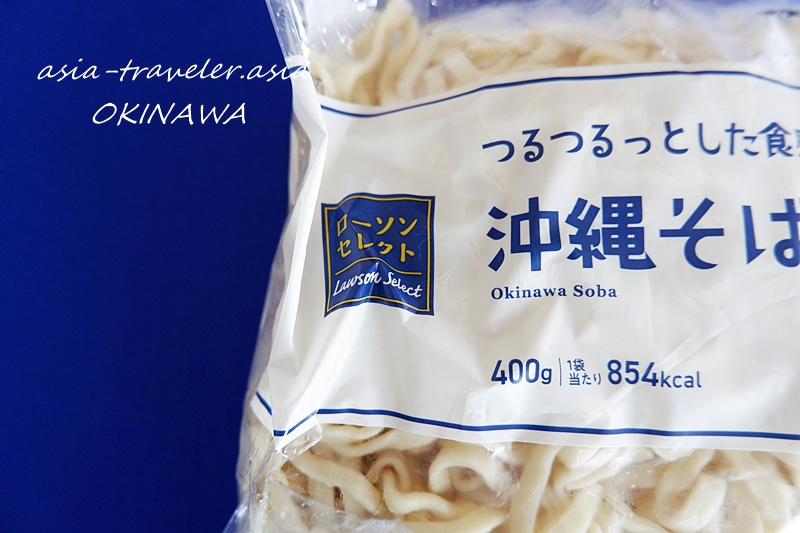 asia-traveler.asia
OKINAWA
つるつるっとした食
ローソン
セレクト
Lawson Select
沖縄そば
Okinawa Soba
400g 1袋当たり 854kcal